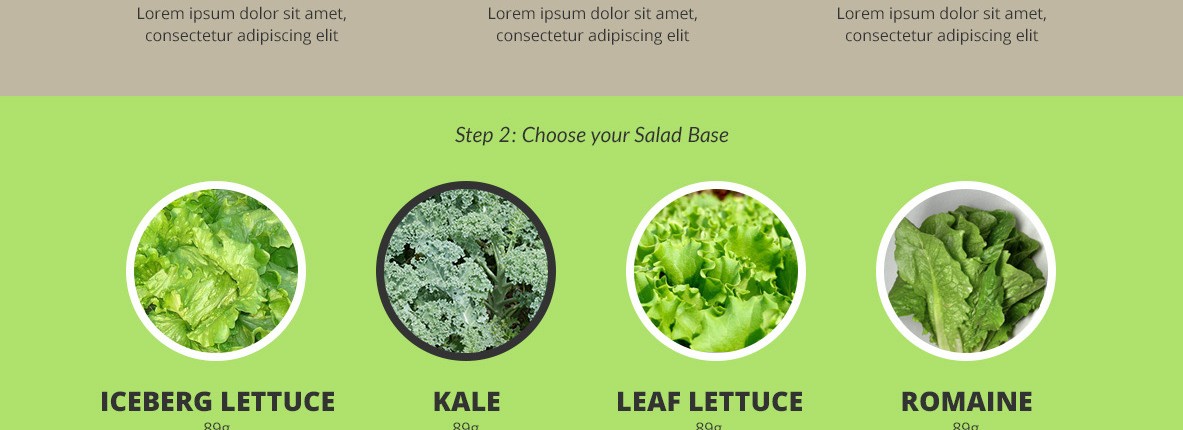 Lorem ipsum dolor sit amet,
consectetur adipiscing elit
Lorem ipsum dolor sit amet,
consectetur adipiscing elit
Lorem ipsum dolor sit amet,
consectetur adipiscing elit
Step 2: Choose your Salad Base
ICEBERG LETTUCE
89g
KALE
89g
LEAF LETTUCE
89g
ROMAINE
89g